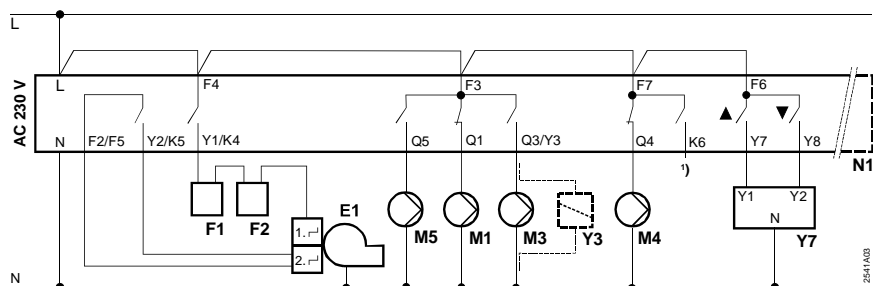 L
AC 230 V
L F4 F3 F7 F6
▲ ▼
N F2/F5 Y2/K5 Y1/K4 Q5 Q1 Q3/Y3 Q4 K6 Y7 Y8
N1
¹)
Y1 Y2
E1
F1 F2 M5 M1 M3 Y3 M4 N Y7
1.
2.
N
2541A03